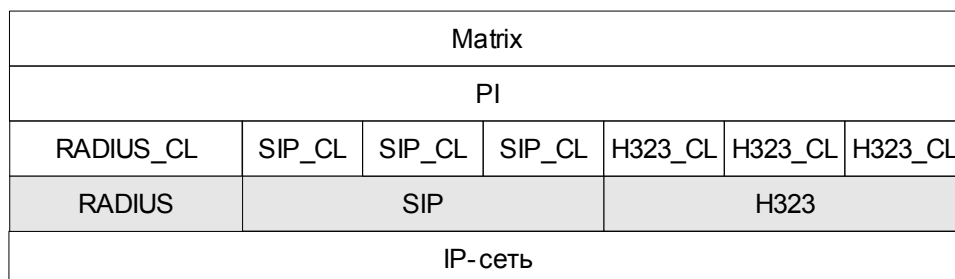 Matrix
PI
RADIUS_CL SIP_CL SIP_CL SIP_CL H323_CL H323_CL H323_CL
RADIUS SIP H323
IP-сеть